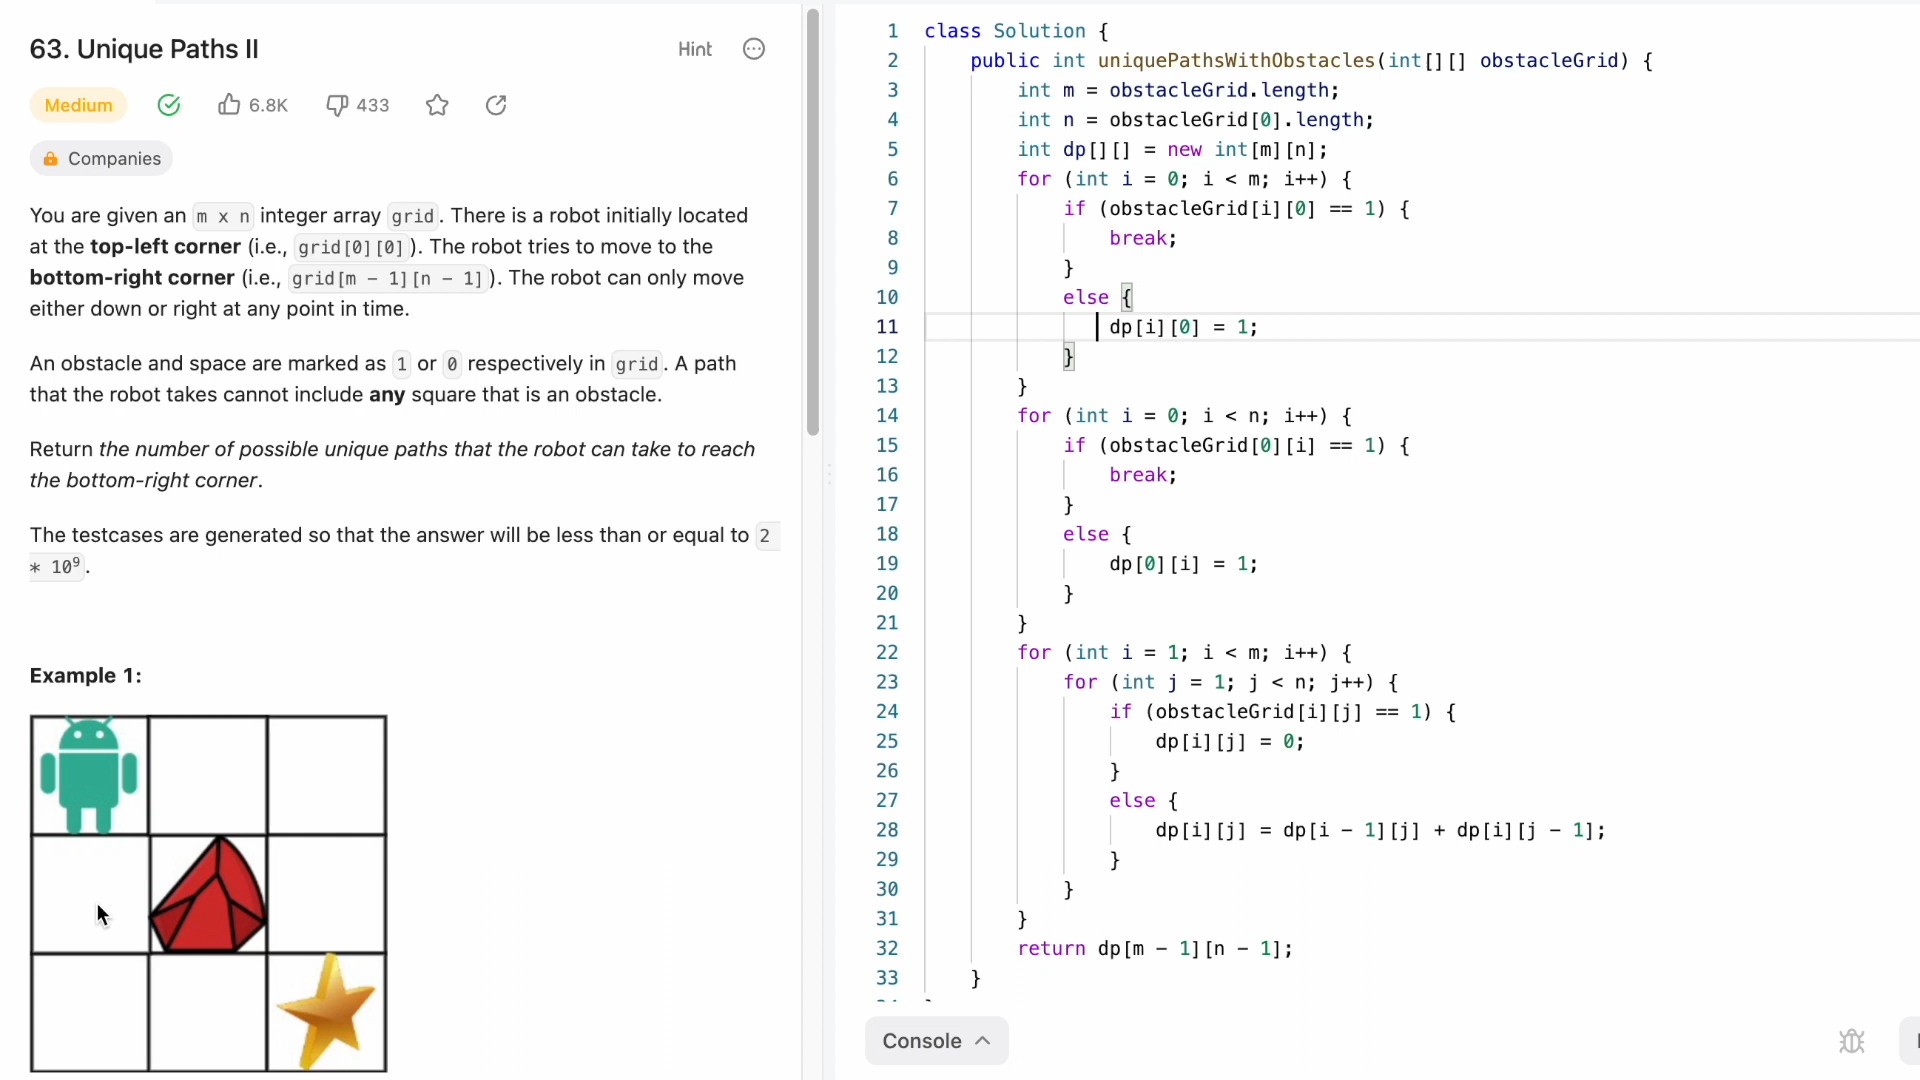 63. Unique Paths II
Hint
Medium
6.8K
433
Companies
You are given an m x n integer array grid. There is a robot initially located
at the top-left corner (i.e., grid[0][0]). The robot tries to move to the
bottom-right corner (i.e., grid[m - 1][n - 1]). The robot can only move
either down or right at any point in time.
An obstacle and space are marked as 1 or 0 respectively in grid. A path
that the robot takes cannot include any square that is an obstacle.
Return the number of possible unique paths that the robot can take to reach
the bottom-right corner.
The testcases are generated so that the answer will be less than or equal to 2
* 10⁹.
Example 1:
1 class Solution {
2 public int uniquePathsWithObstacles(int[][] obstacleGrid) {
3 int m = obstacleGrid.length;
4 int n = obstacleGrid[0].length;
5 int dp[][] = new int[m][n];
6 for (int i = 0; i < m; i++) {
7 if (obstacleGrid[i][0] == 1) {
8 break;
9 }
10 else {
11 dp[i][0] = 1;
12 }
13 }
14 for (int i = 0; i < n; i++) {
15 if (obstacleGrid[0][i] == 1) {
16 break;
17 }
18 else {
19 dp[0][i] = 1;
20 }
21 }
22 for (int i = 1; i < m; i++) {
23 for (int j = 1; j < n; j++) {
24 if (obstacleGrid[i][j] == 1) {
25 dp[i][j] = 0;
26 }
27 else {
28 dp[i][j] = dp[i - 1][j] + dp[i][j - 1];
29 }
30 }
31 }
32 return dp[m - 1][n - 1];
33 }
Console